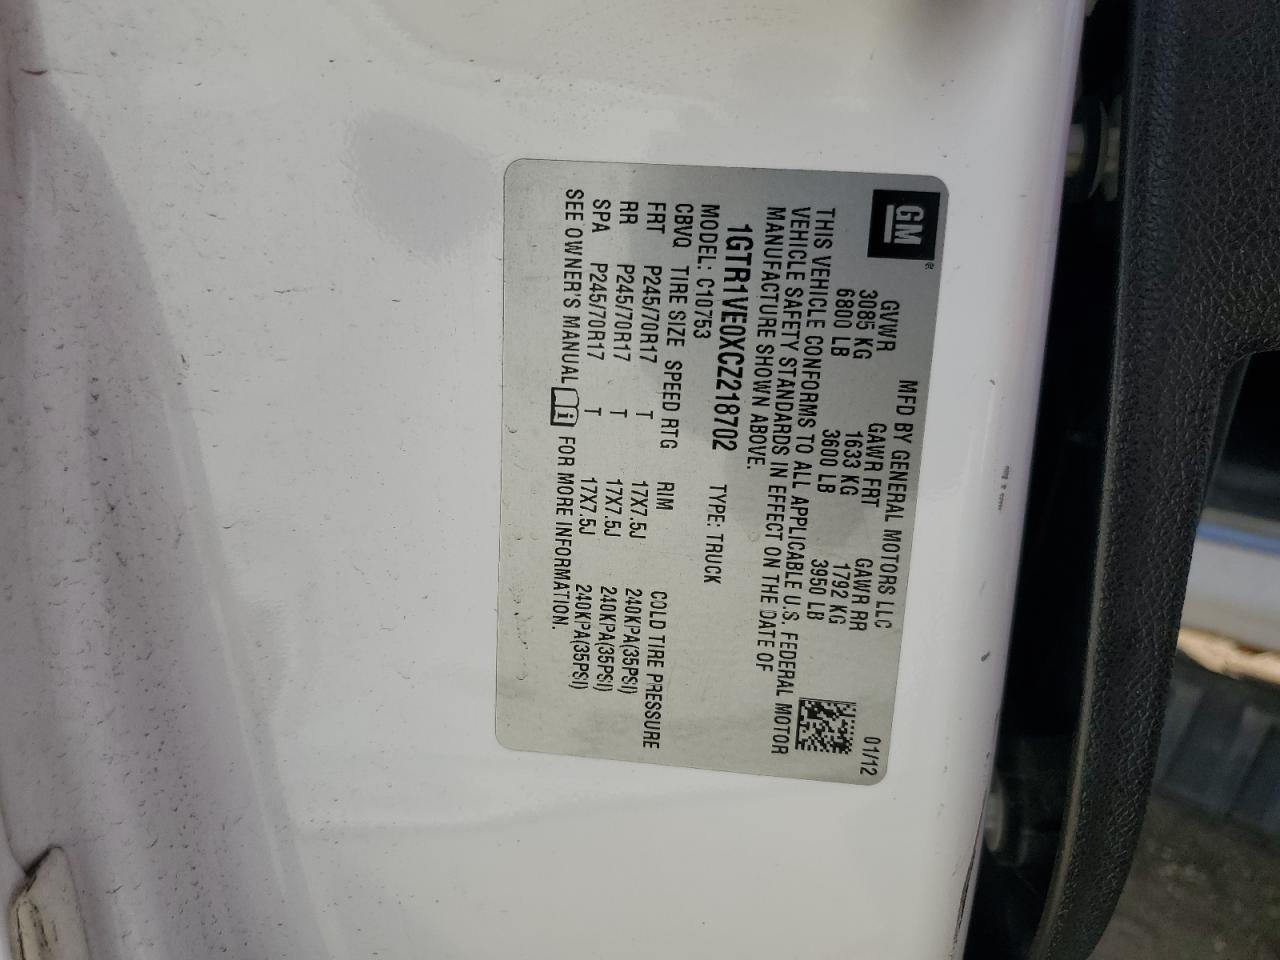 GM®
MFD BY GENERAL MOTORS LLC 01/12
GVWR GAWR FRT GAWR RR
3085 KG 1633 KG 1792 KG
6800 LB 3600 LB 3950 LB
THIS VEHICLE CONFORMS TO ALL APPLICABLE U.S. FEDERAL MOTOR
VEHICLE SAFETY STANDARDS IN EFFECT ON THE DATE OF
MANUFACTURE SHOWN ABOVE.
1GTR1VE0XCZ218702 TYPE: TRUCK
MODEL: C10753
CBVQ TIRE SIZE SPEED RTG RIM COLD TIRE PRESSURE
FRT P245/70R17 T 17X7.5J 240KPA(35PSI)
RR P245/70R17 T 17X7.5J 240KPA(35PSI)
SPA P245/70R17 T 17X7.5J 240KPA(35PSI)
SEE OWNER'S MANUAL i FOR MORE INFORMATION.